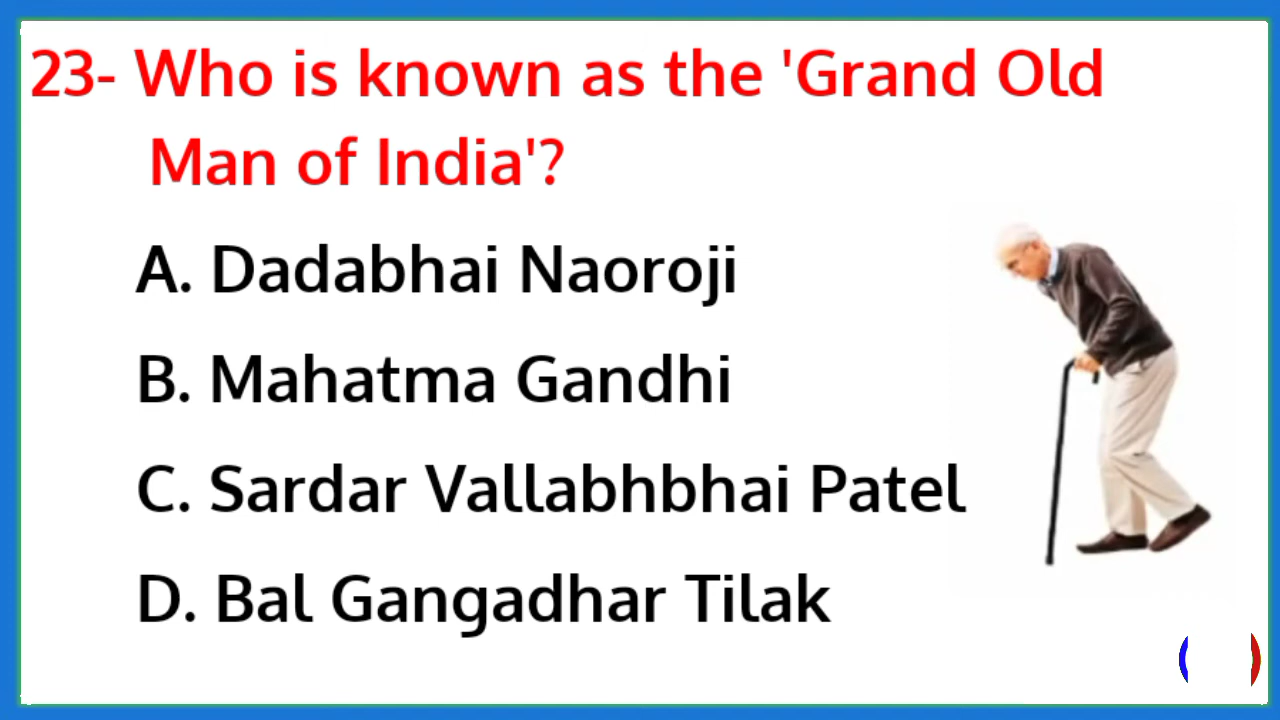 23- Who is known as the 'Grand Old
Man of India'?
A. Dadabhai Naoroji
B. Mahatma Gandhi
C. Sardar Vallabhbhai Patel
D. Bal Gangadhar Tilak